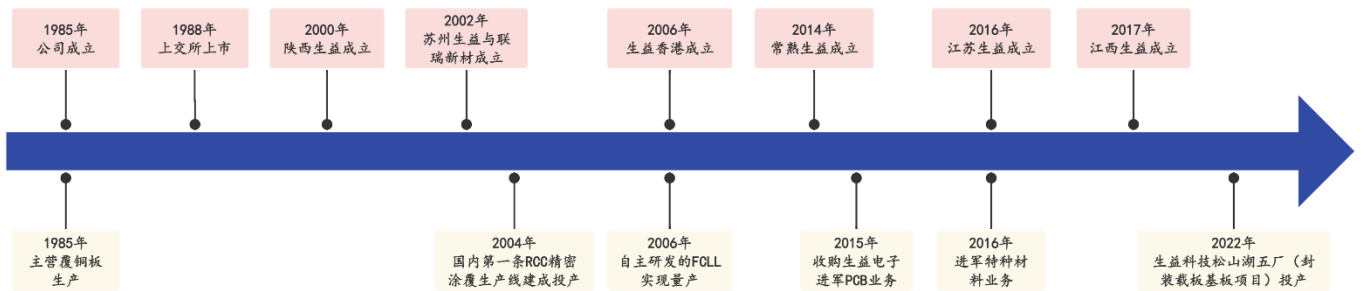 1985年
公司成立
1988年
上交所上市
2000年
陕西生益成立
2002年
苏州生益与联
瑞新材成立
2006年
生益香港成立
2014年
常熟生益成立
2016年
江苏生益成立
2017年
江西生益成立
1985年
主营覆铜板
生产
2004年
国内第一条RCC精密
涂覆生产线建成投产
2006年
自主研发的FCLL
实现量产
2015年
收购生益电子
进军PCB业务
2016年
进军特种材
料业务
2022年
生益科技松山湖五厂（封
装载板基板项目）投产